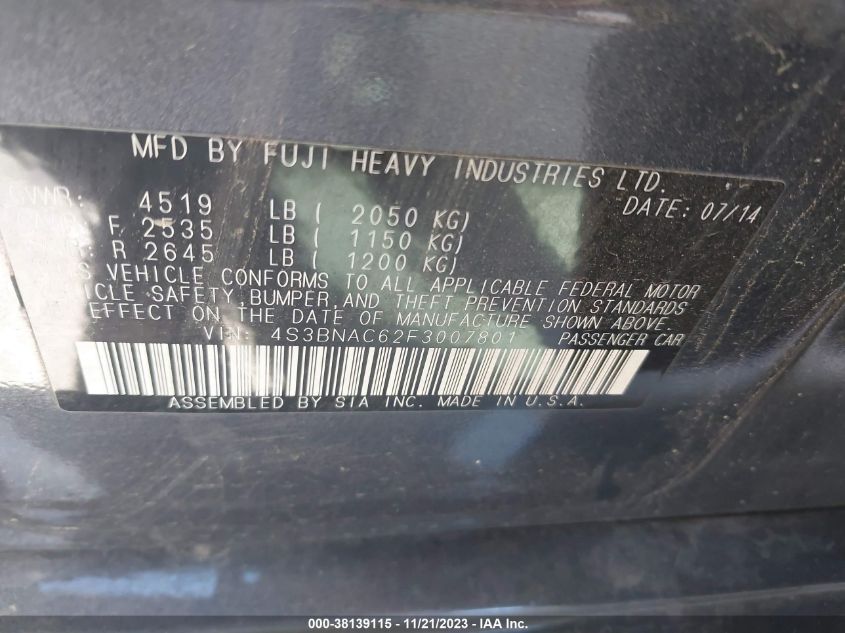 MFD BY FUJI HEAVY INDUSTRIES LTD.
GVWR: 4519 LB ( 2050 KG) DATE: 07/14
F 2535 LB ( 1150 KG)
R 2645 LB ( 1200 KG)
VEHICLE CONFORMS TO ALL APPLICABLE FEDERAL MOTOR
SAFETY, BUMPER, AND THEFT PREVENTION STANDARDS
EFFECT ON THE DATE OF MANUFACTURE SHOWN ABOVE.
VIN: 4S3BNAC62F3007801 PASSENGER CAR
ASSEMBLED BY SIA INC. MADE IN U.S.A.
000-38139115 - 11/21/2023 - IAA Inc.